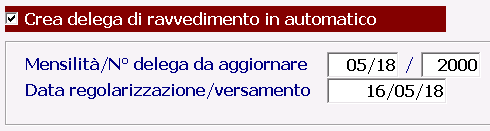 Crea delega di ravvedimento in automatico
Mensilità/N° delega da aggiornare 05/18 / 2000
Data regolarizzazione/versamento 16/05/18